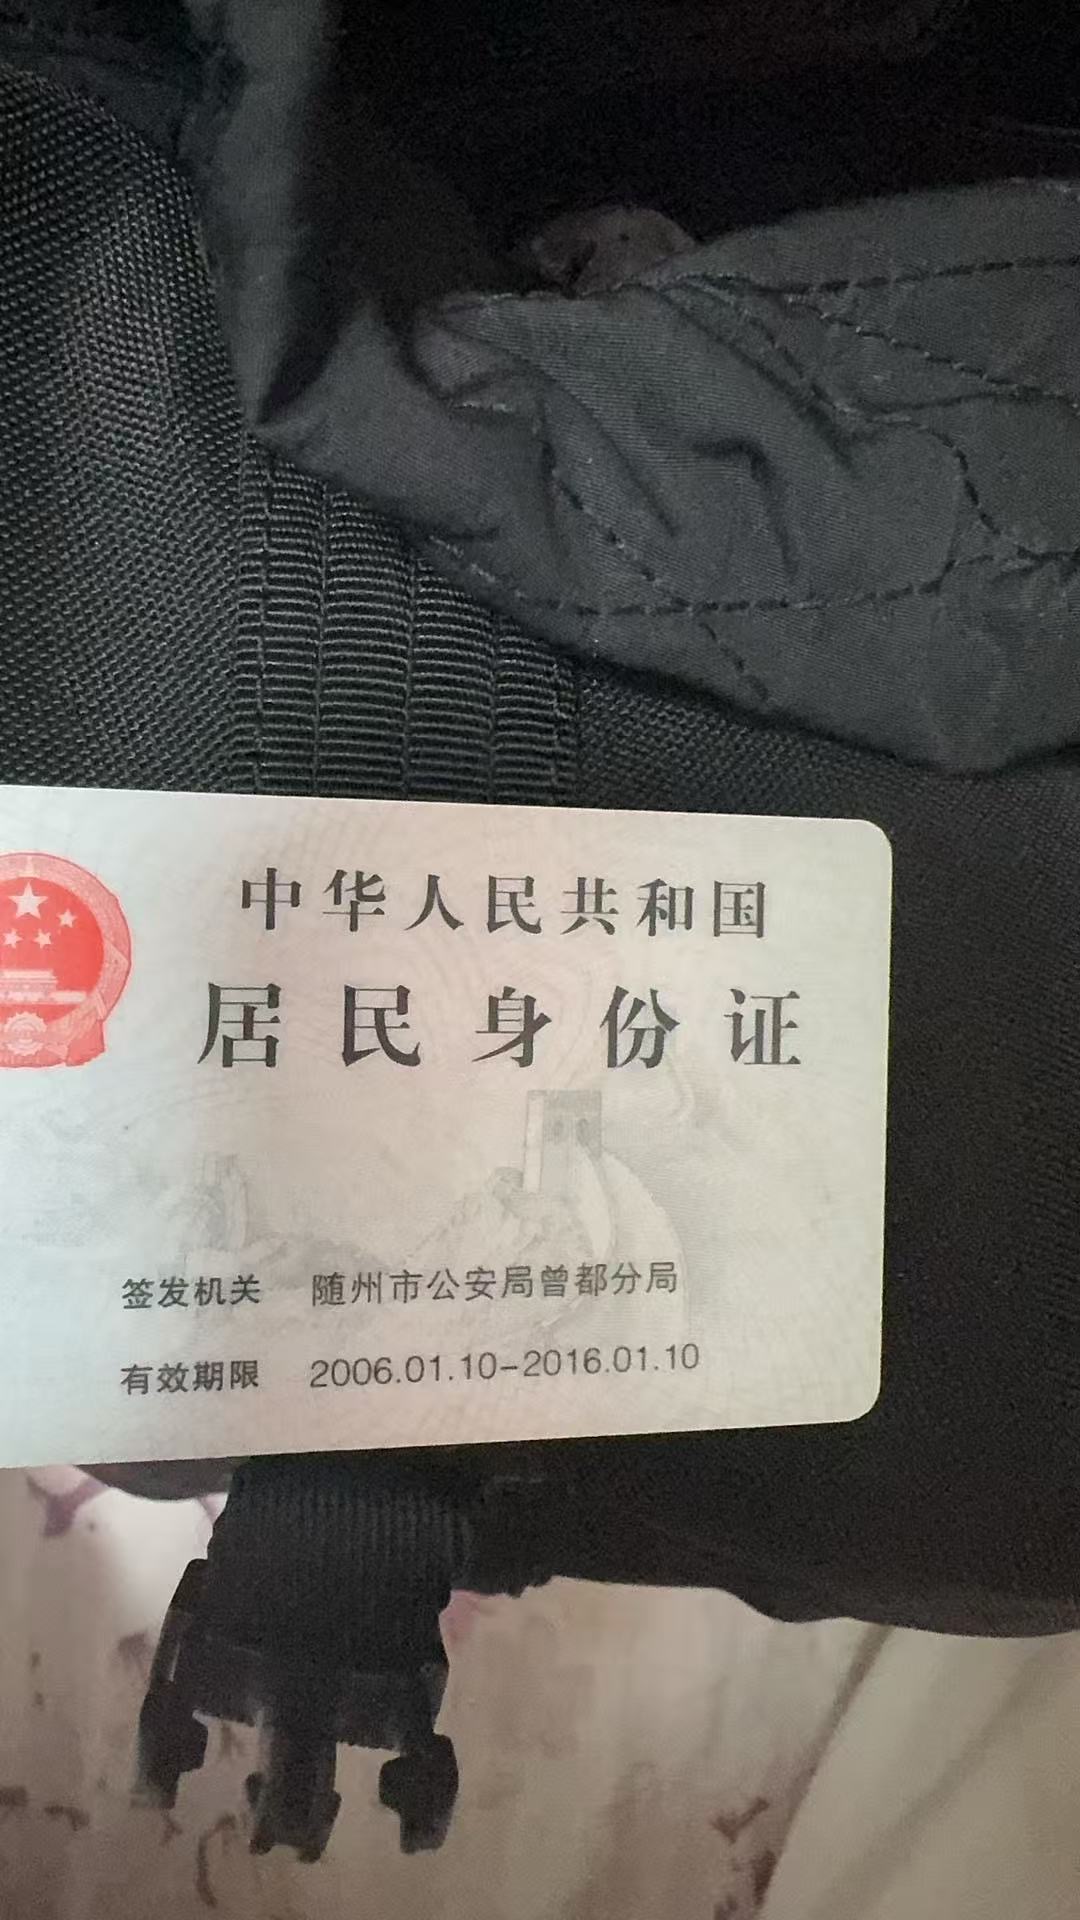 中华人民共和国
居民身份证
签发机关 随州市公安局曾都分局
有效期限 2006.01.10-2016.01.10